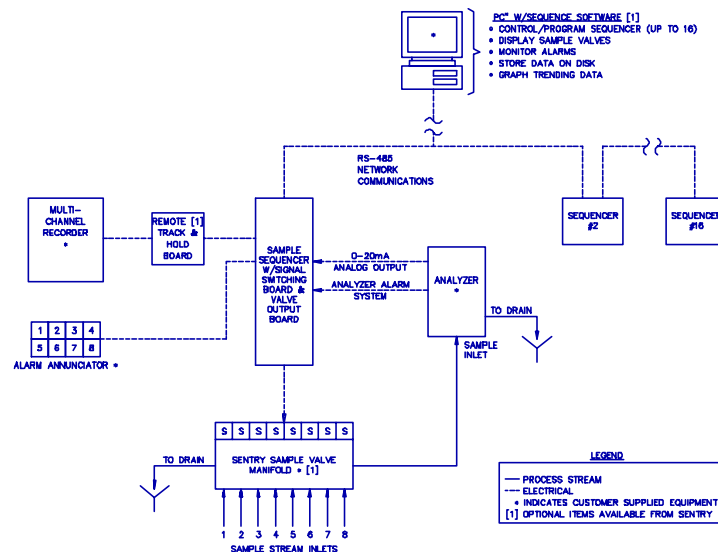 PC* W/SEQUENCE SOFTWARE [1]
* CONTROL/PROGRAM SEQUENCER (UP TO 16)
* DISPLAY SAMPLE VALVES
* MONITOR ALARMS
* STORE DATA ON DISK
* GRAPH TRENDING DATA
*
RS-485
NETWORK
COMMUNICATIONS
MULTI-
CHANNEL
RECORDER
*
REMOTE [1]
TRACK &
HOLD
BOARD
SAMPLE
SEQUENCER
W/SIGNAL
SWITCHING
BOARD &
VALVE
OUTPUT
BOARD
0-20mA
ANALOG OUTPUT
ANALYZER ALARM
SYSTEM
ANALYZER
*
SEQUENCER
#2
SEQUENCER
#16
TO DRAIN
SAMPLE
INLET
1 2 3 4
5 6 7 8
ALARM ANNUNCIATOR *
S S S S S S S S
SENTRY SAMPLE VALVE
MANIFOLD * [1]
TO DRAIN
1 2 3 4 5 6 7 8
SAMPLE STREAM INLETS
LEGEND
PROCESS STREAM
ELECTRICAL
* INDICATES CUSTOMER SUPPLIED EQUIPMENT
[1] OPTIONAL ITEMS AVAILABLE FROM SENTRY